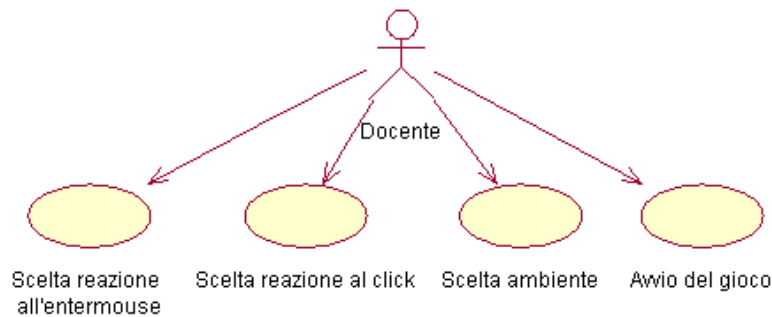 Docente
Scelta reazione
all'entermouse
Scelta reazione al click
Scelta ambiente
Avvio del gioco